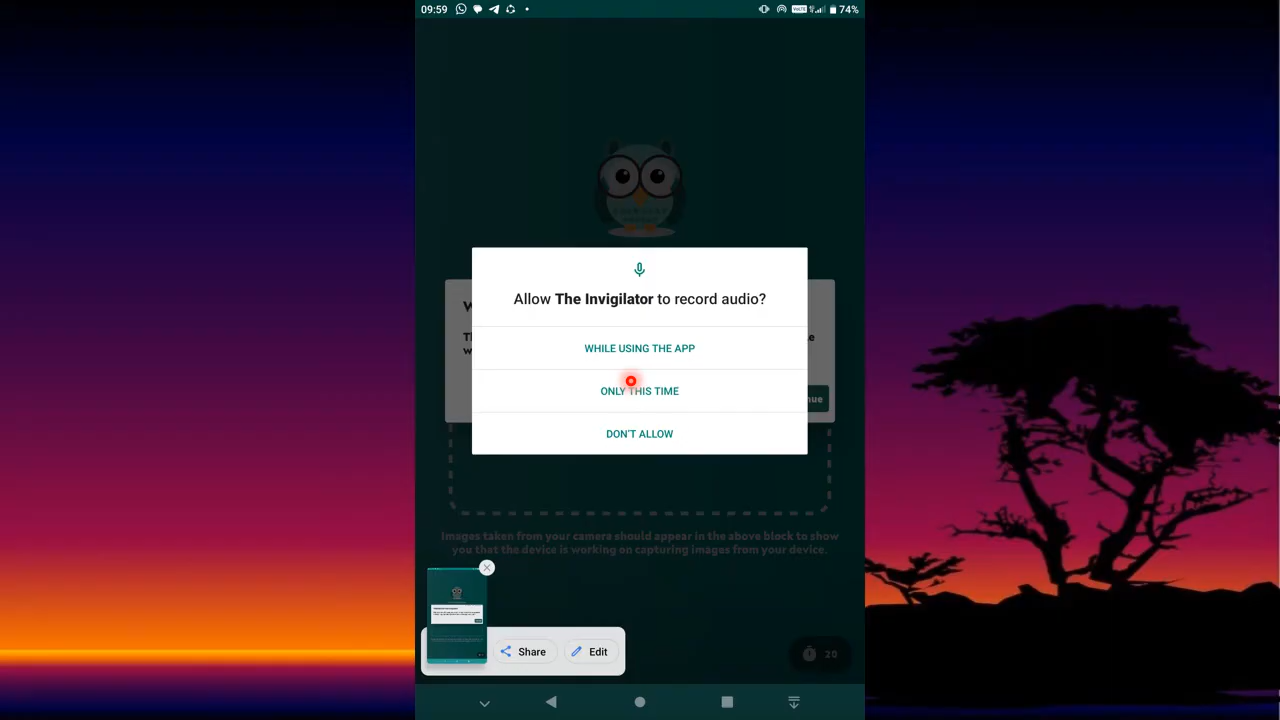 09:59
VoLTE
74%
Allow The Invigilator to record audio?
WHILE USING THE APP
ONLY THIS TIME
DON'T ALLOW
Images taken from your camera should appear in the above block to show
you that the device is working on capturing images from your device.
Share
Edit
20